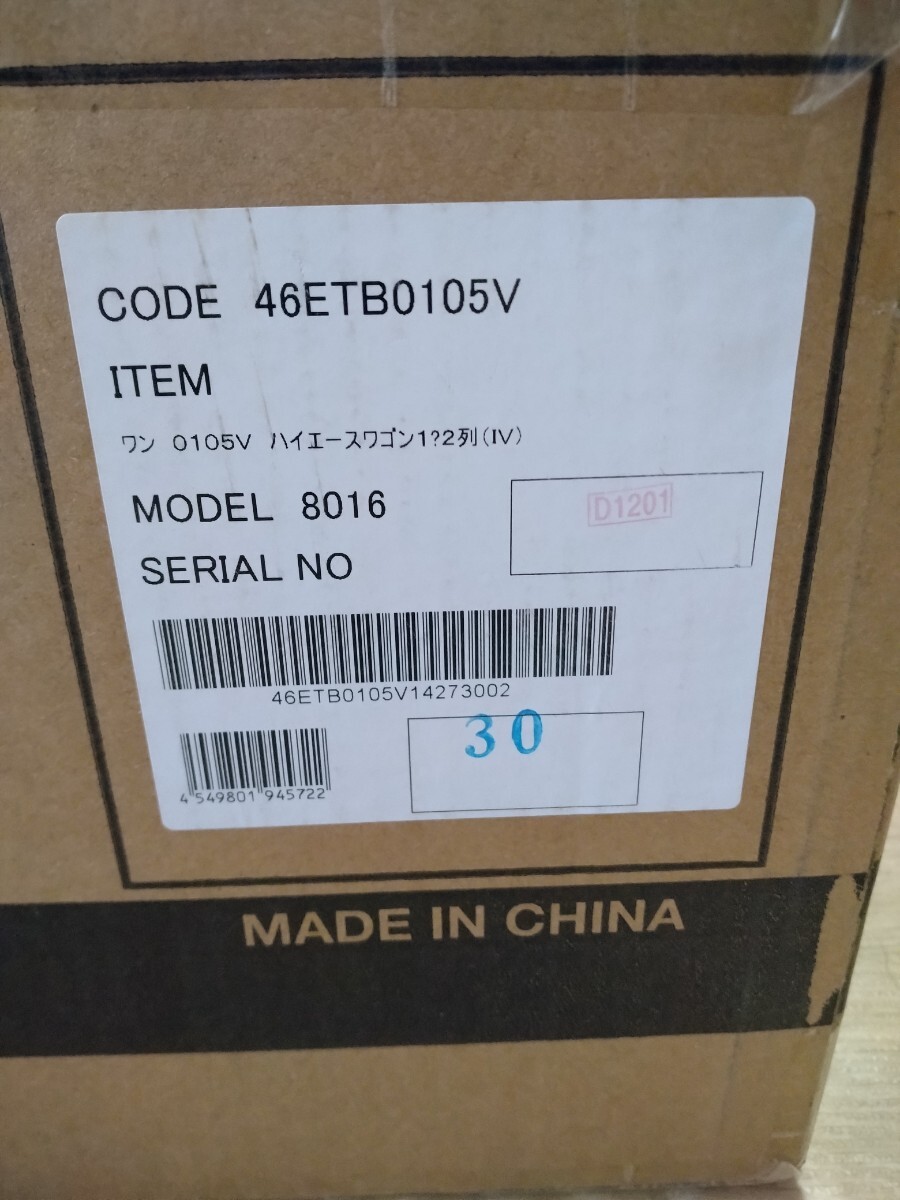 CODE 46ETB0105V
ITEM
ワン 0105V ハイエースワゴン1?2列(IV)
MODEL 8016
D1201
SERIAL NO
46ETB0105V14273002
30
4 549801 945722
MADE IN CHINA